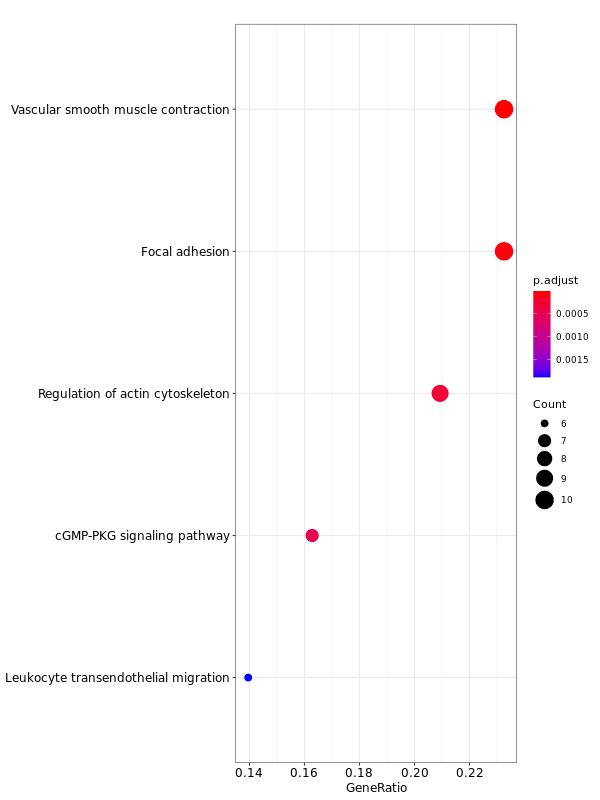 Vascular smooth muscle contraction
Focal adhesion
Regulation of actin cytoskeleton
cGMP-PKG signaling pathway
Leukocyte transendothelial migration
0.14 0.16 0.18 0.20 0.22
GeneRatio
p.adjust
0.0005
0.0010
0.0015
Count
6
7
8
9
10